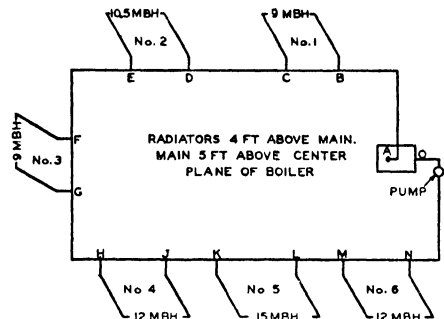 10.5 MBH
9 MBH
No. 2
No. 1
E
D
C
B
F
9 MBH
No. 3
G
RADIATORS 4 FT ABOVE MAIN.
MAIN 5 FT ABOVE CENTER
PLANE OF BOILER
A
O
PUMP
H
J
K
L
M
N
No 4
No 5
No. 6
12 MBH
15 MBH
12 MBH